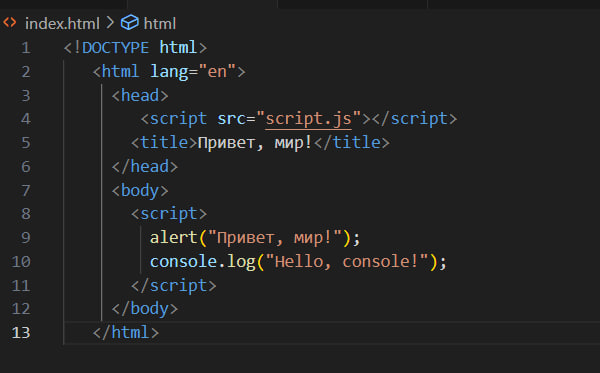 index.html > html
1 <!DOCTYPE html>
2 <html lang="en">
3 <head>
4 <script src="script.js"></script>
5 <title>Привет, мир!</title>
6 </head>
7 <body>
8 <script>
9 alert("Привет, мир!");
10 console.log("Hello, console!");
11 </script>
12 </body>
13 </html>